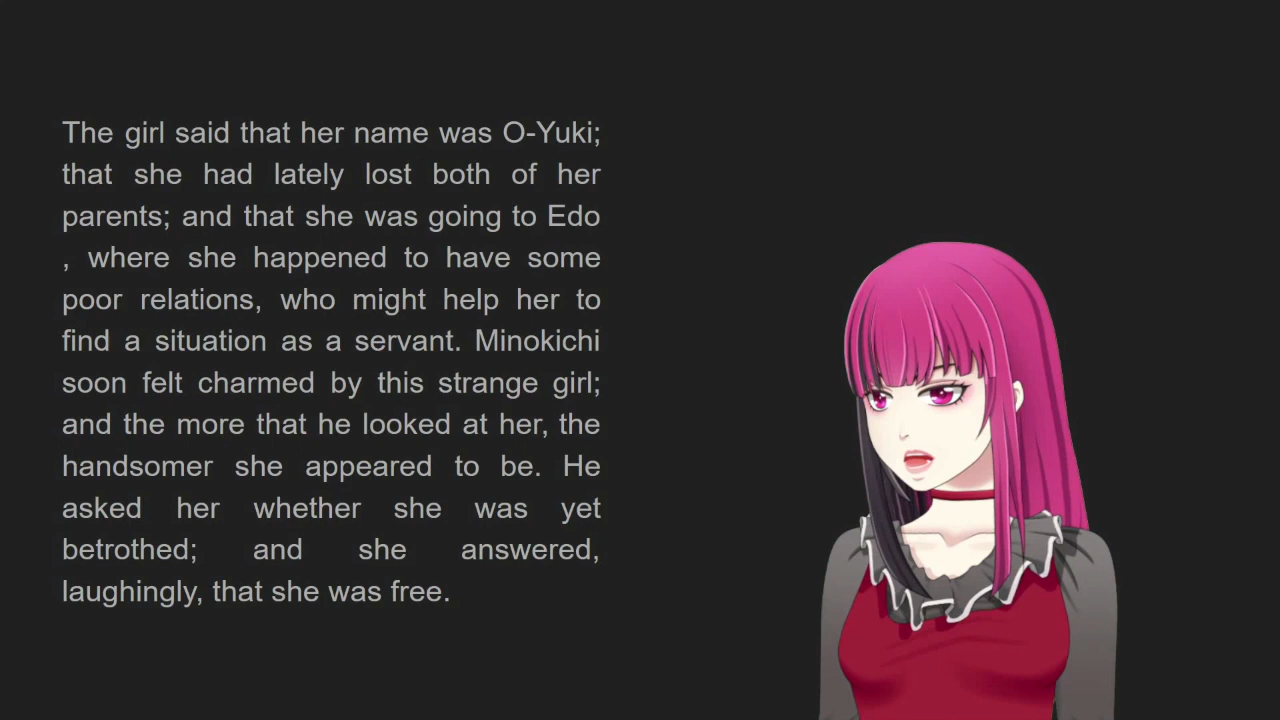 The girl said that her name was O-Yuki;
that she had lately lost both of her
parents; and that she was going to Edo
, where she happened to have some
poor relations, who might help her to
find a situation as a servant. Minokichi
soon felt charmed by this strange girl;
and the more that he looked at her, the
handsomer she appeared to be. He
asked her whether she was yet
betrothed; and she answered,
laughingly, that she was free.